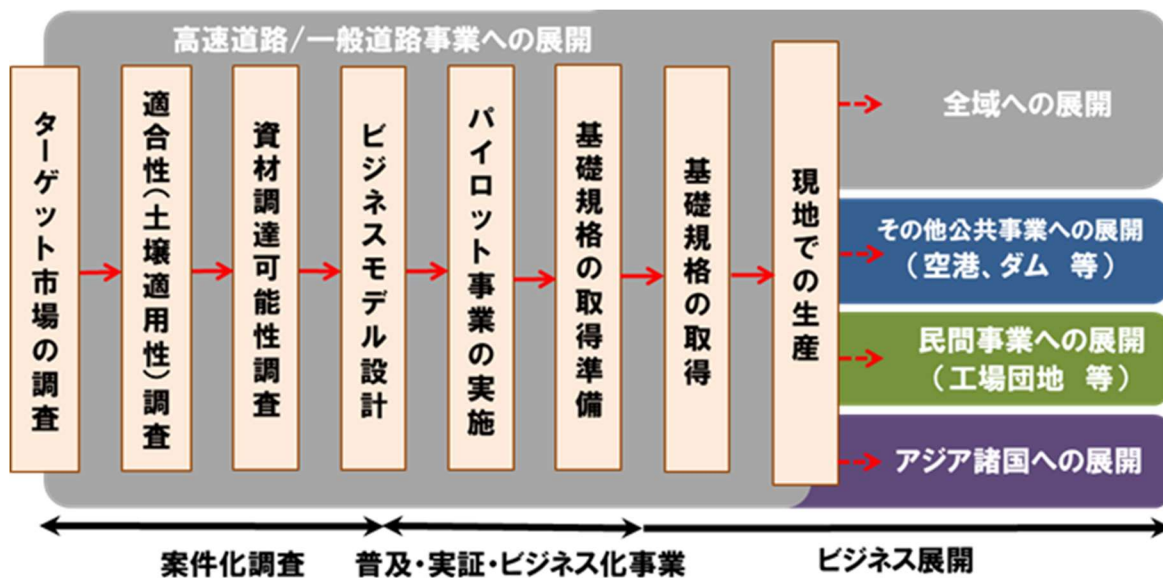 高速道路/一般道路事業への展開
ターゲット市場の調査
適合性(土壌適用性)調査
資材調達可能性調査
ビジネスモデル設計
パイロット事業の実施
基礎規格の取得準備
基礎規格の取得
現地での生産
全域への展開
その他公共事業への展開
(空港、ダム 等)
民間事業への展開
(工場団地 等)
アジア諸国への展開
案件化調査
普及・実証・ビジネス化事業
ビジネス展開